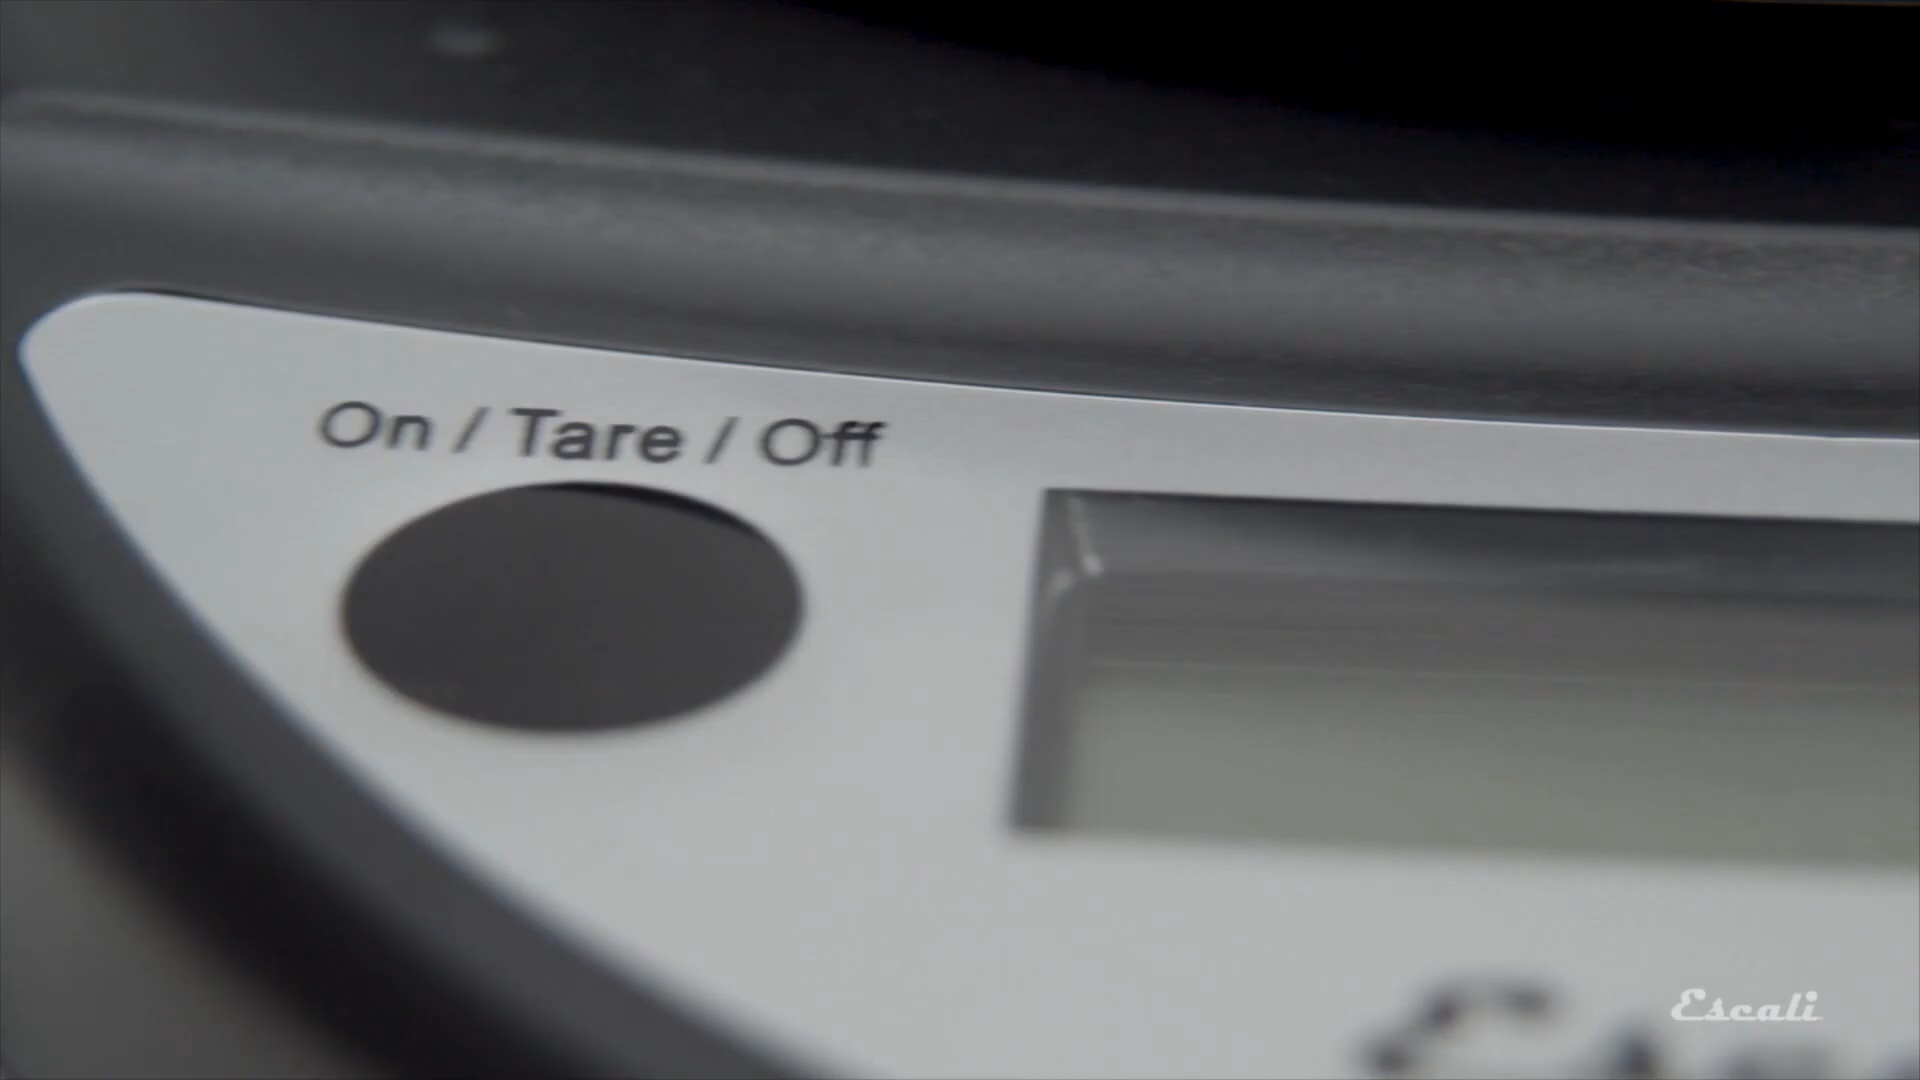 On / Tare / Off
Escali